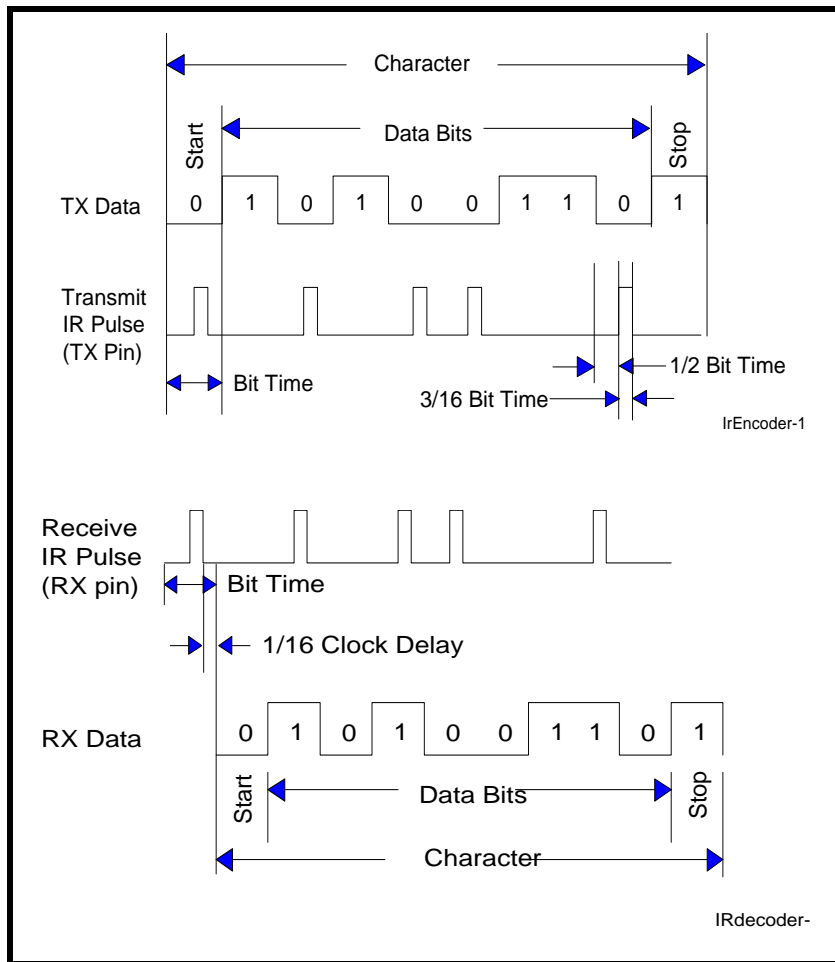 Character
Start
Data Bits
Stop
TX Data
0 1 0 1 0 0 1 1 0 1
Transmit
IR Pulse
(TX Pin)
Bit Time
1/2 Bit Time
3/16 Bit Time
IrEncoder-1
Receive
IR Pulse
(RX pin)
Bit Time
1/16 Clock Delay
RX Data
0 1 0 1 0 0 1 1 0 1
Start
Data Bits
Stop
Character
IRdecoder-